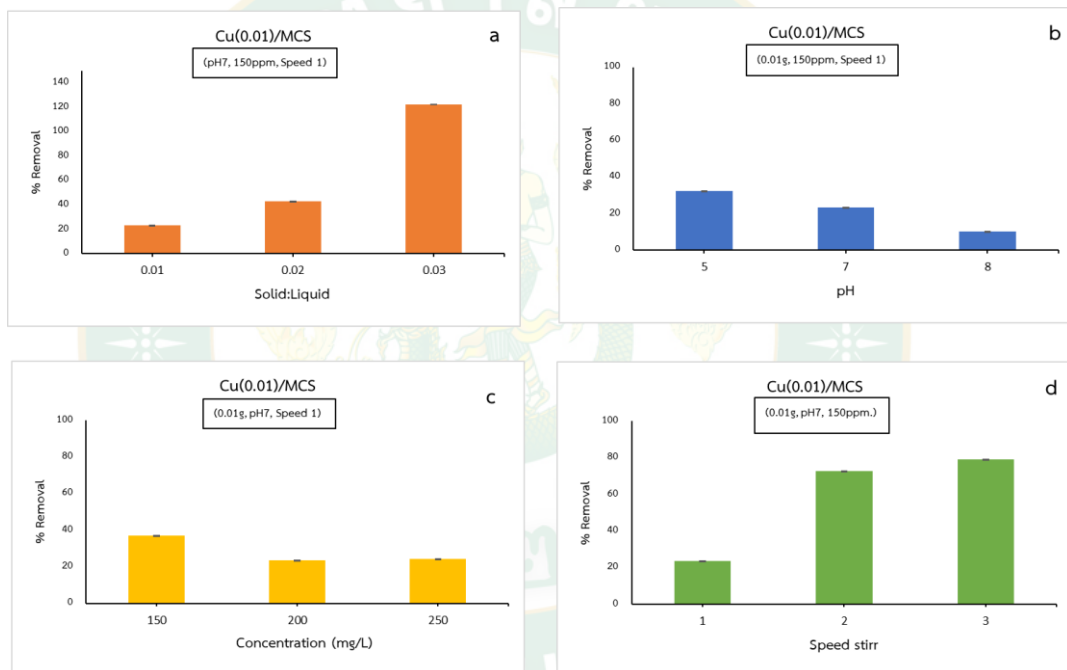 Cu(0.01)/MCS
a
(pH7, 150ppm, Speed 1)
% Removal
140
120
100
80
60
40
20
0
0.01 0.02 0.03
Solid:Liquid
Cu(0.01)/MCS
b
(0.01g, 150ppm, Speed 1)
% Removal
100
80
60
40
20
0
5 7 8
pH
Cu(0.01)/MCS
c
(0.01g, pH7, Speed 1)
% Removal
100
80
60
40
20
0
150 200 250
Concentration (mg/L)
Cu(0.01)/MCS
d
(0.01g, pH7, 150ppm.)
% Removal
100
80
60
40
20
0
1 2 3
Speed stirr